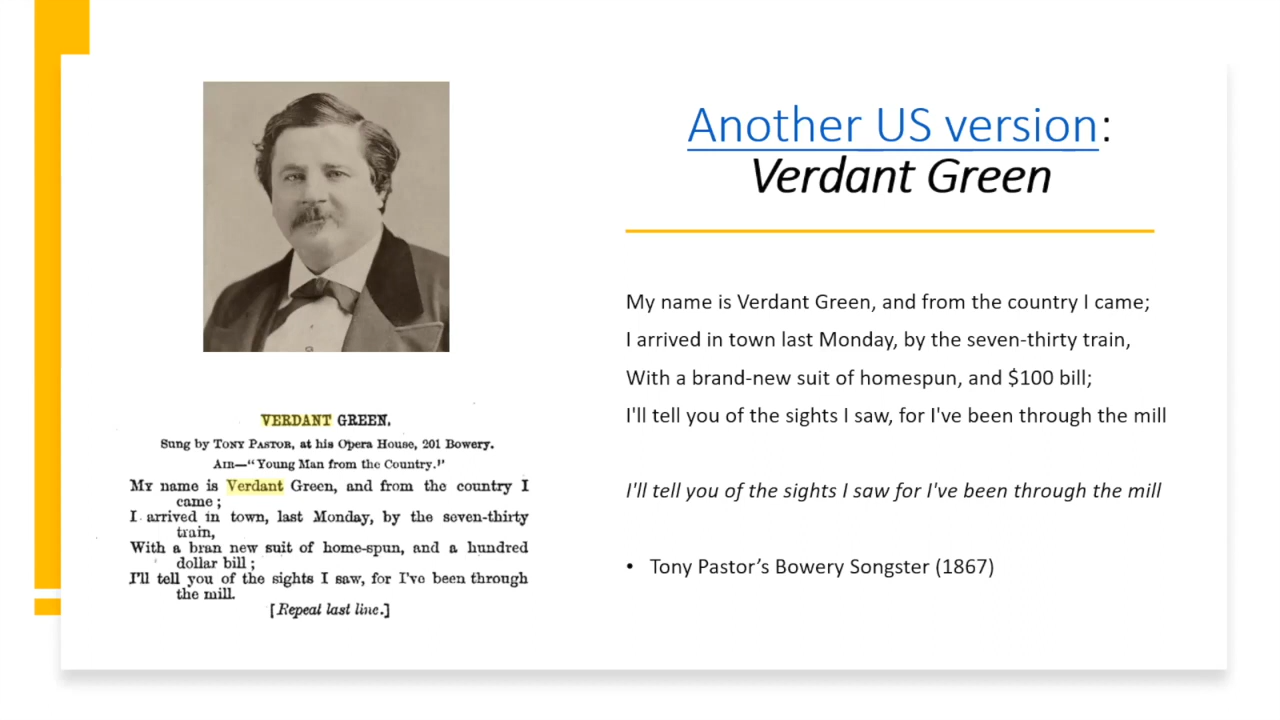 Another US version:
Verdant Green
My name is Verdant Green, and from the country I came;
I arrived in town last Monday, by the seven-thirty train,
With a brand-new suit of homespun, and $100 bill;
I'll tell you of the sights I saw, for I've been through the mill
I'll tell you of the sights I saw for I've been through the mill
• Tony Pastor’s Bowery Songster (1867)
VERDANT GREEN.
Sung by TONY PASTOR, at his Opera House, 201 Bowery.
AIR—“Young Man from the Country.”
MY name is Verdant Green, and from the country I
came;
I arrived in town, last Monday, by the seven-thirty
train,
With a bran new suit of home-spun, and a hundred
dollar bill;
I'll tell you of the sights I saw, for I've been through
the mill.
[Repeat last line.]